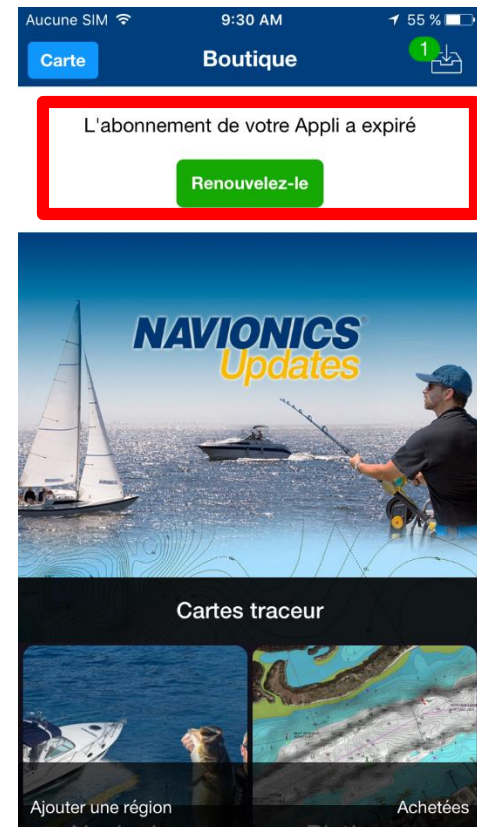 Aucune SIM 9:30 AM 55 %
Carte Boutique 1
L'abonnement de votre Appli a expiré
Renouvelez-le
NAVIONICS®
Updates
Cartes traceur
Ajouter une région Achetées